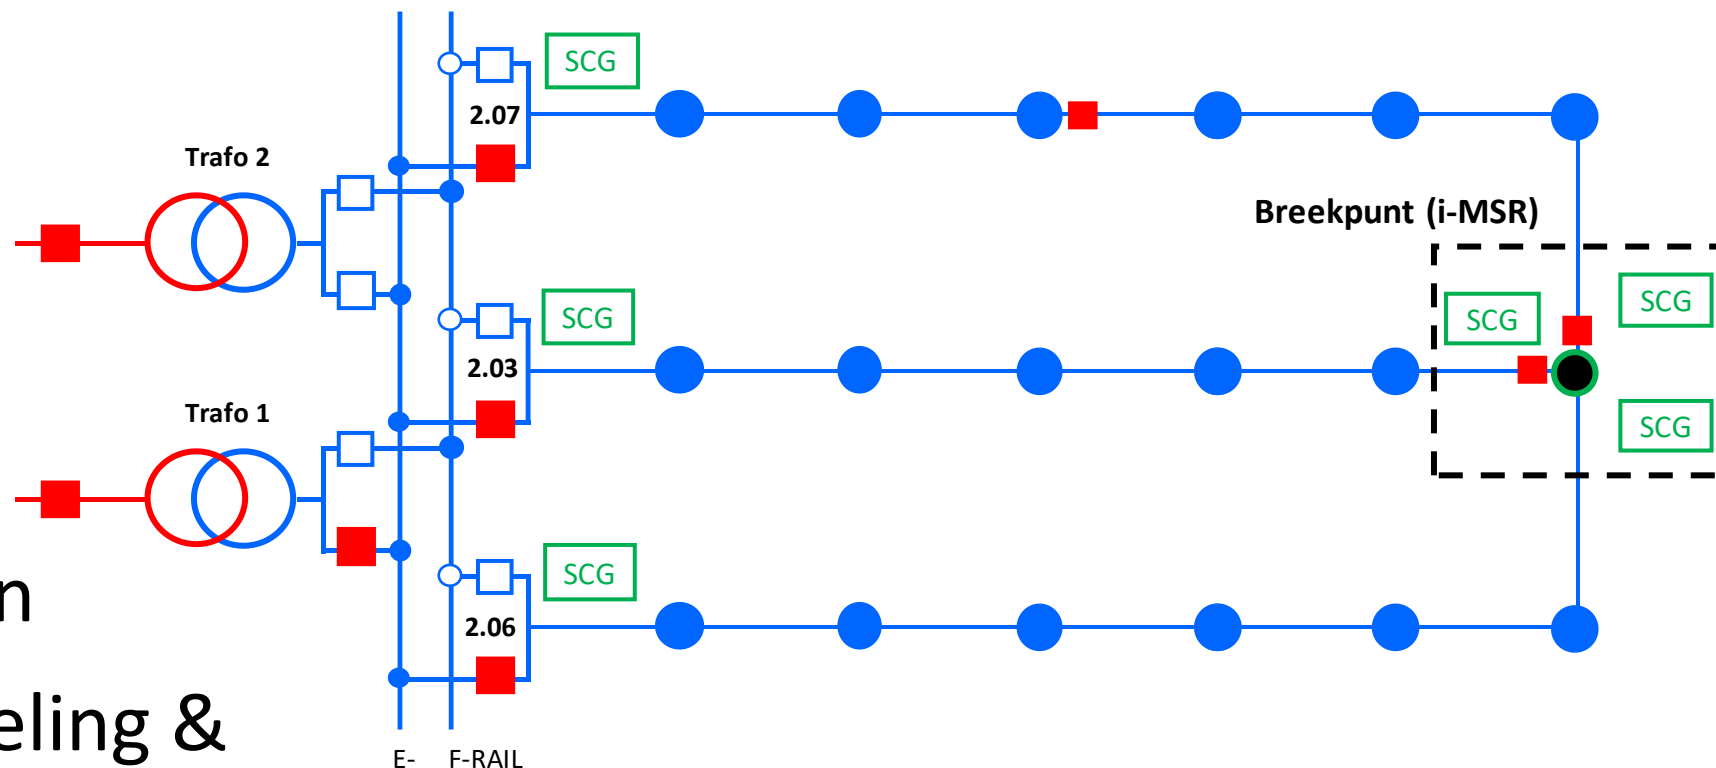 SCG
2.07
Trafo 2
Breekpunt (i-MSR)
SCG
SCG
SCG
2.03
Trafo 1
SCG
SCG
2.06
n
eling &
E-
F-RAIL